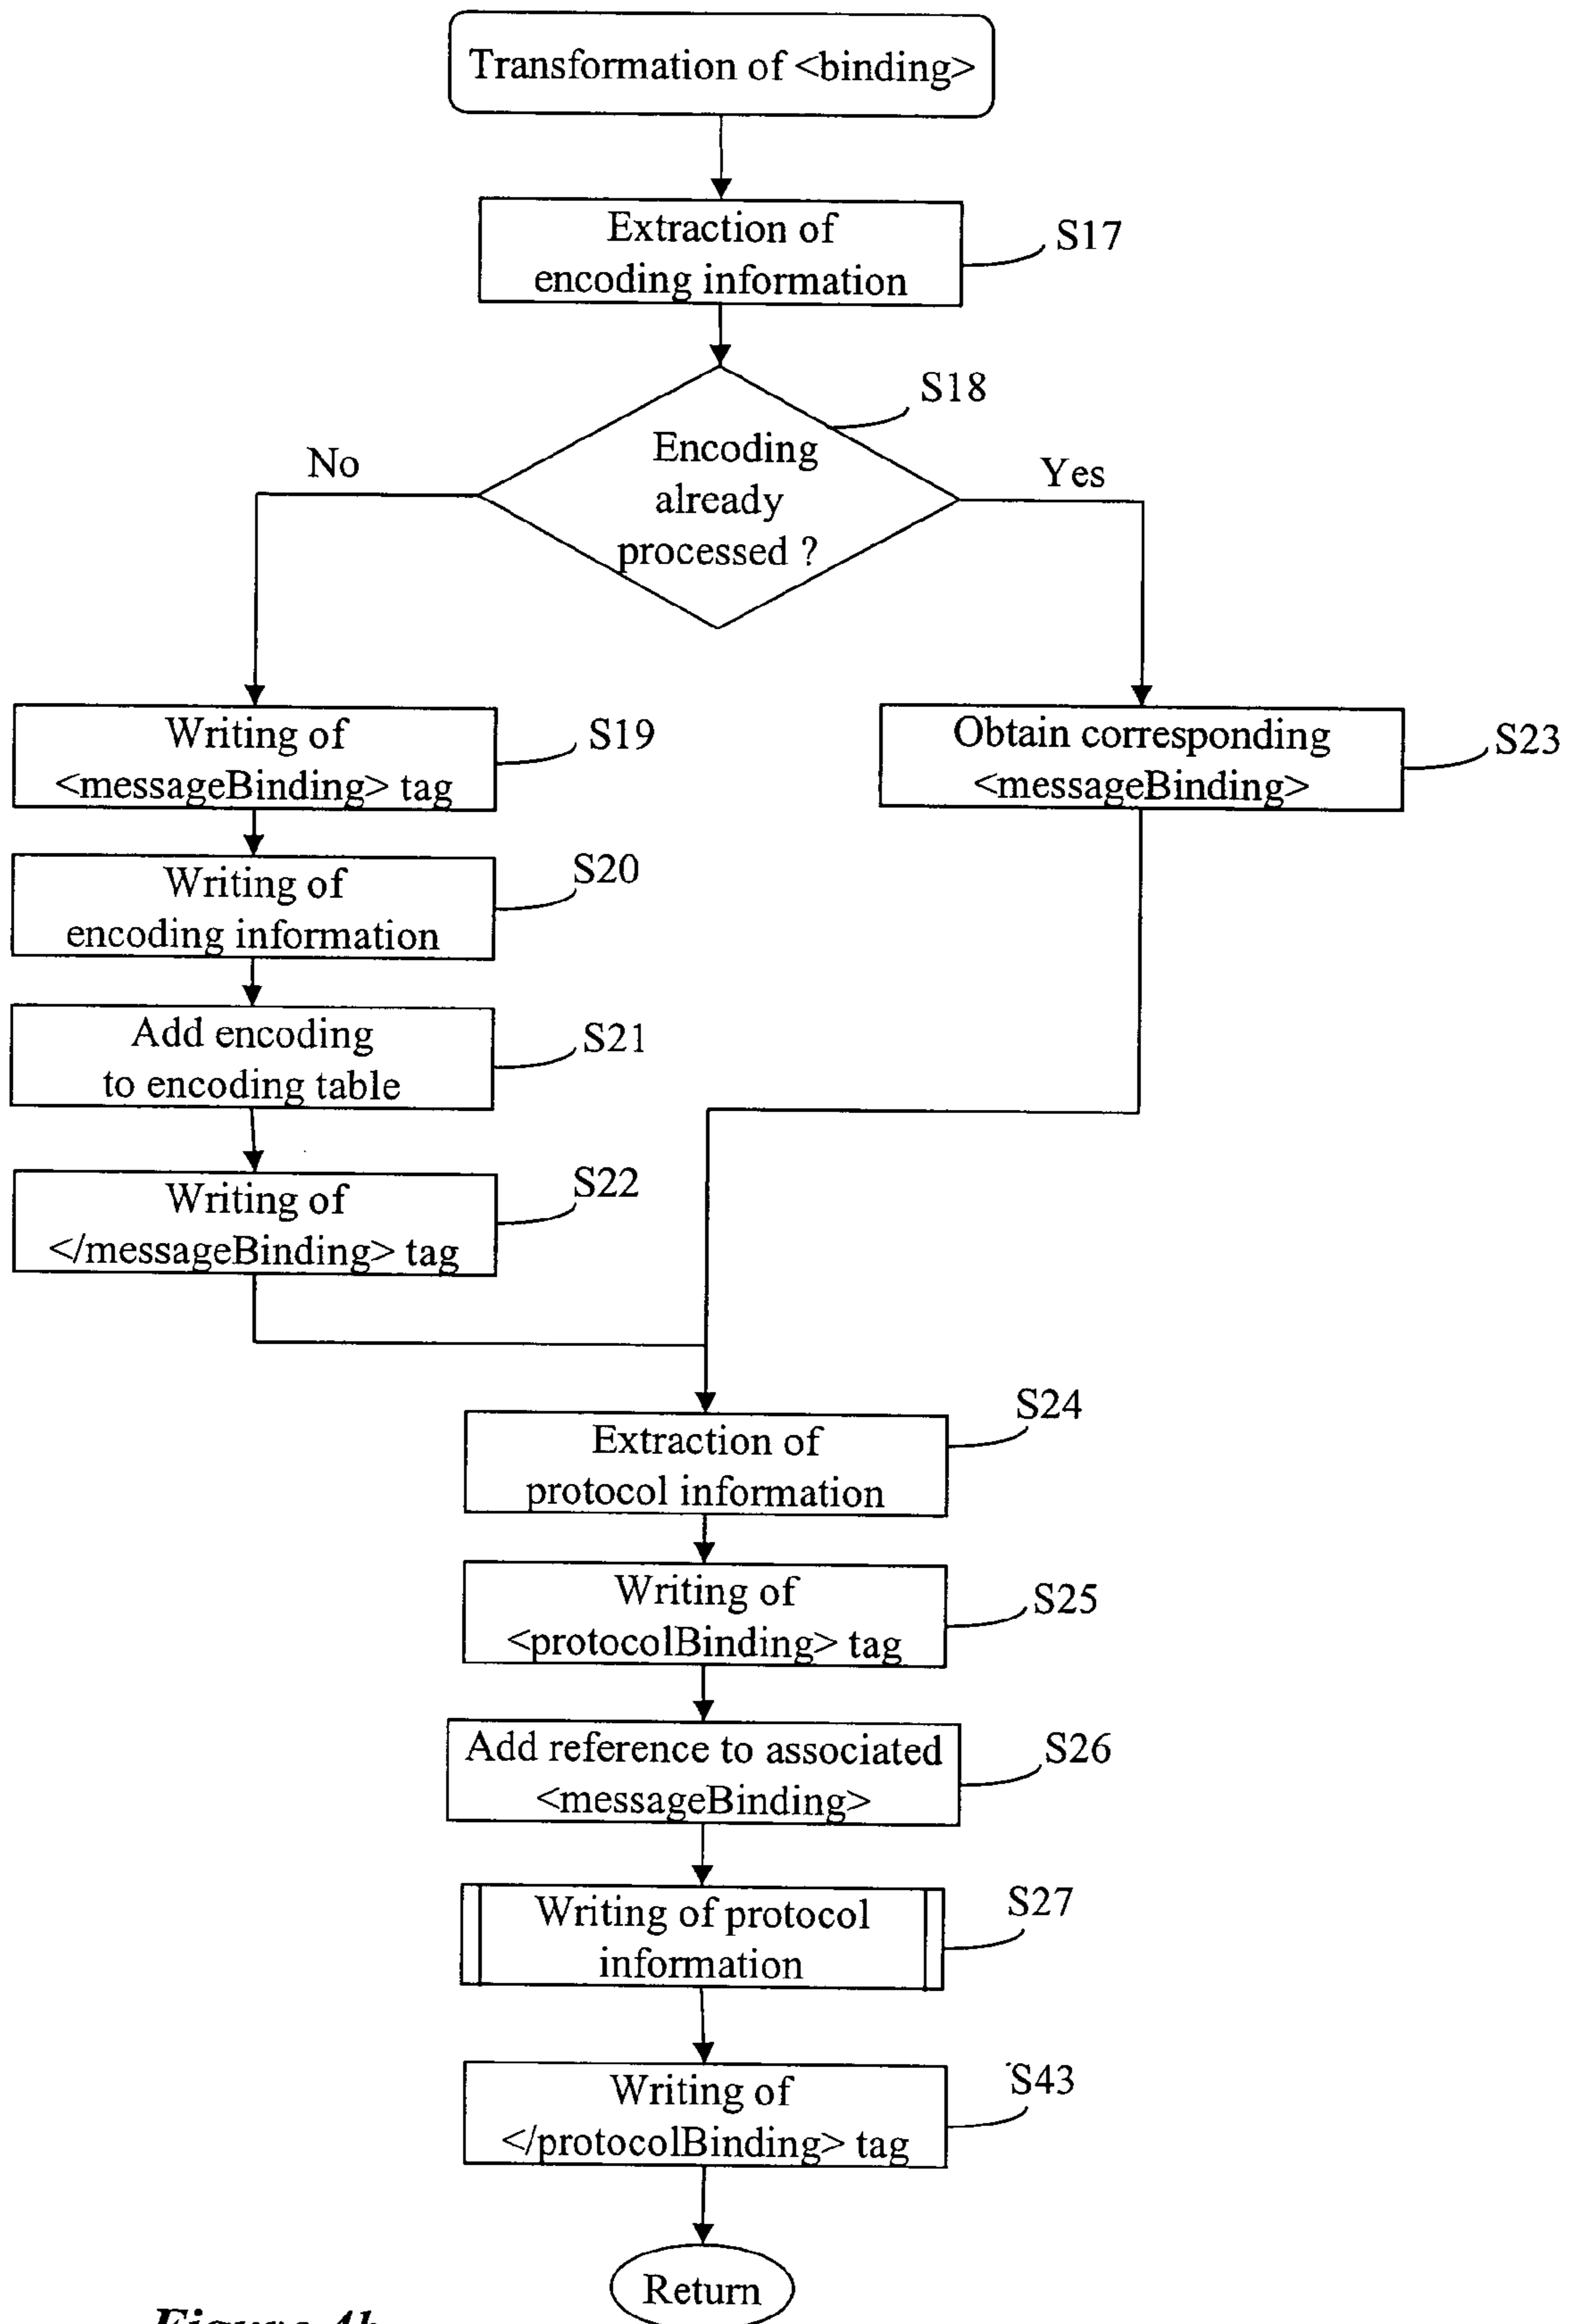 Transformation of <binding>
Extraction of
encoding information
S17
S18
Encoding
already
processed ?
No
Yes
Writing of
<messageBinding> tag
S19
Obtain corresponding
<messageBinding>
S23
Writing of
encoding information
S20
Add encoding
to encoding table
S21
Writing of
</messageBinding> tag
S22
Extraction of
protocol information
S24
Writing of
<protocolBinding> tag
S25
Add reference to associated
<messageBinding>
S26
Writing of protocol
information
S27
Writing of
</protocolBinding> tag
S43
Return
Figure 4b